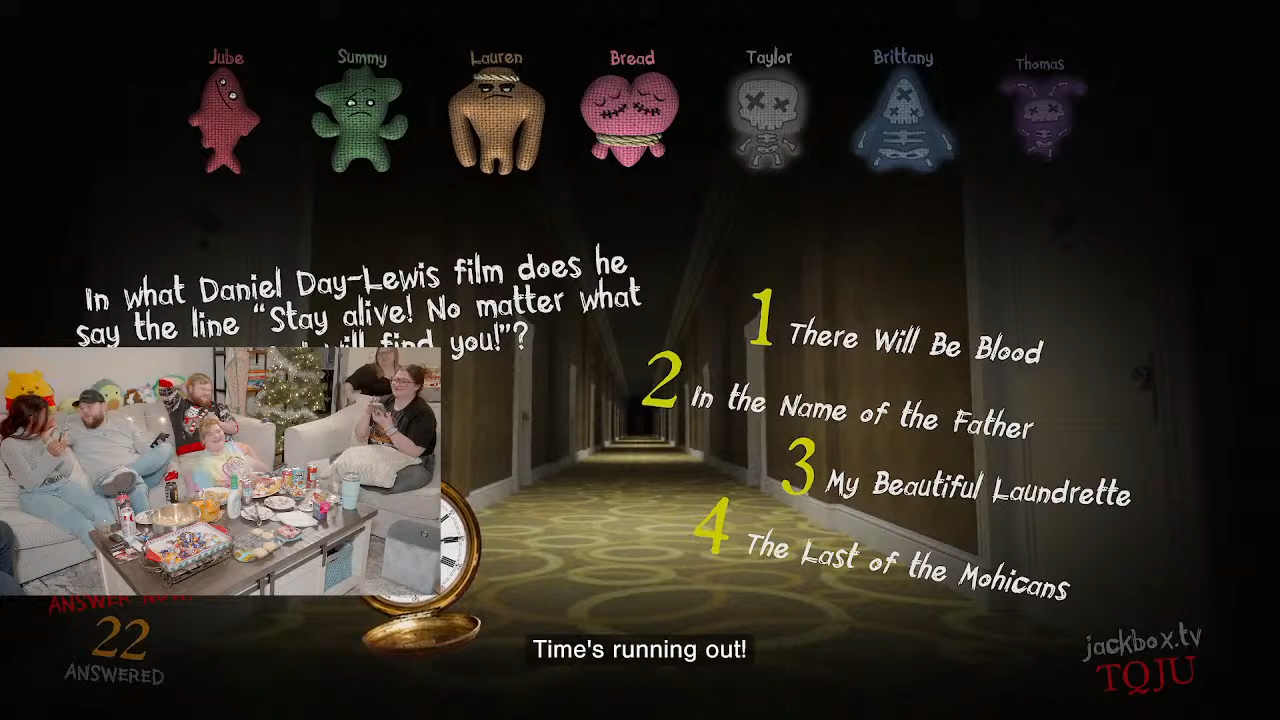 Jube
Summy
Lauren
Bread
Taylor
Brittany
Thomas
In what Daniel Day-Lewis film does he
say the line "Stay alive! No matter what
will find you!"?
1 There Will Be Blood
2 In the Name of the Father
3 My Beautiful Laundrette
4 The Last of the Mohicans
ANSWER NOW!
22
ANSWERED
Time's running out!
jackbox.tv
TQJU